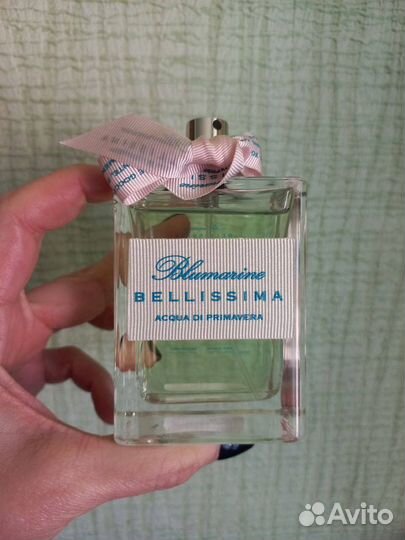 Blumarine
BELLISSIMA
ACQUA DI PRIMAVERA
Avito